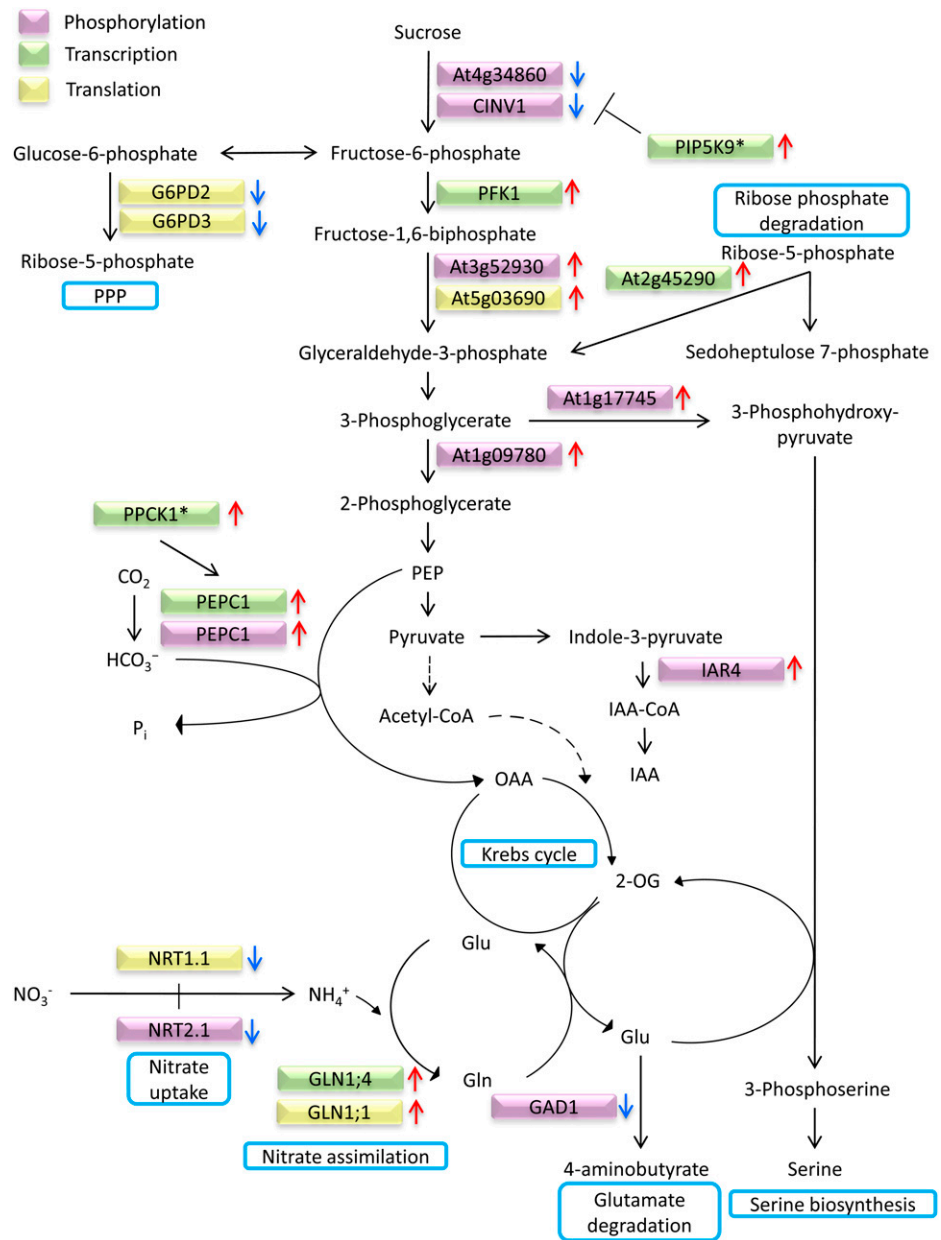 Phosphorylation
Transcription
Translation
Sucrose
At4g34860
CINV1
PIP5K9*
Glucose-6-phosphate
Fructose-6-phosphate
G6PD2
G6PD3
PFK1
Ribose phosphate
degradation
Ribose-5-phosphate
Fructose-1,6-biphosphate
Ribose-5-phosphate
PPP
At3g52930
At5g03690
At2g45290
Glyceraldehyde-3-phosphate
Sedoheptulose 7-phosphate
At1g17745
3-Phosphoglycerate
3-Phosphohydroxy-
pyruvate
At1g09780
2-Phosphoglycerate
PPCK1*
CO₂
PEP
PEPC1
PEPC1
HCO₃⁻
Pyruvate
Indole-3-pyruvate
IAR4
Pᵢ
Acetyl-CoA
IAA-CoA
IAA
OAA
Krebs cycle
2-OG
Glu
NRT1.1
NO₃⁻
NH₄⁺
NRT2.1
Nitrate
uptake
Glu
GLN1;4
GLN1;1
Gln
GAD1
3-Phosphoserine
Nitrate assimilation
4-aminobutyrate
Glutamate
degradation
Serine
Serine biosynthesis